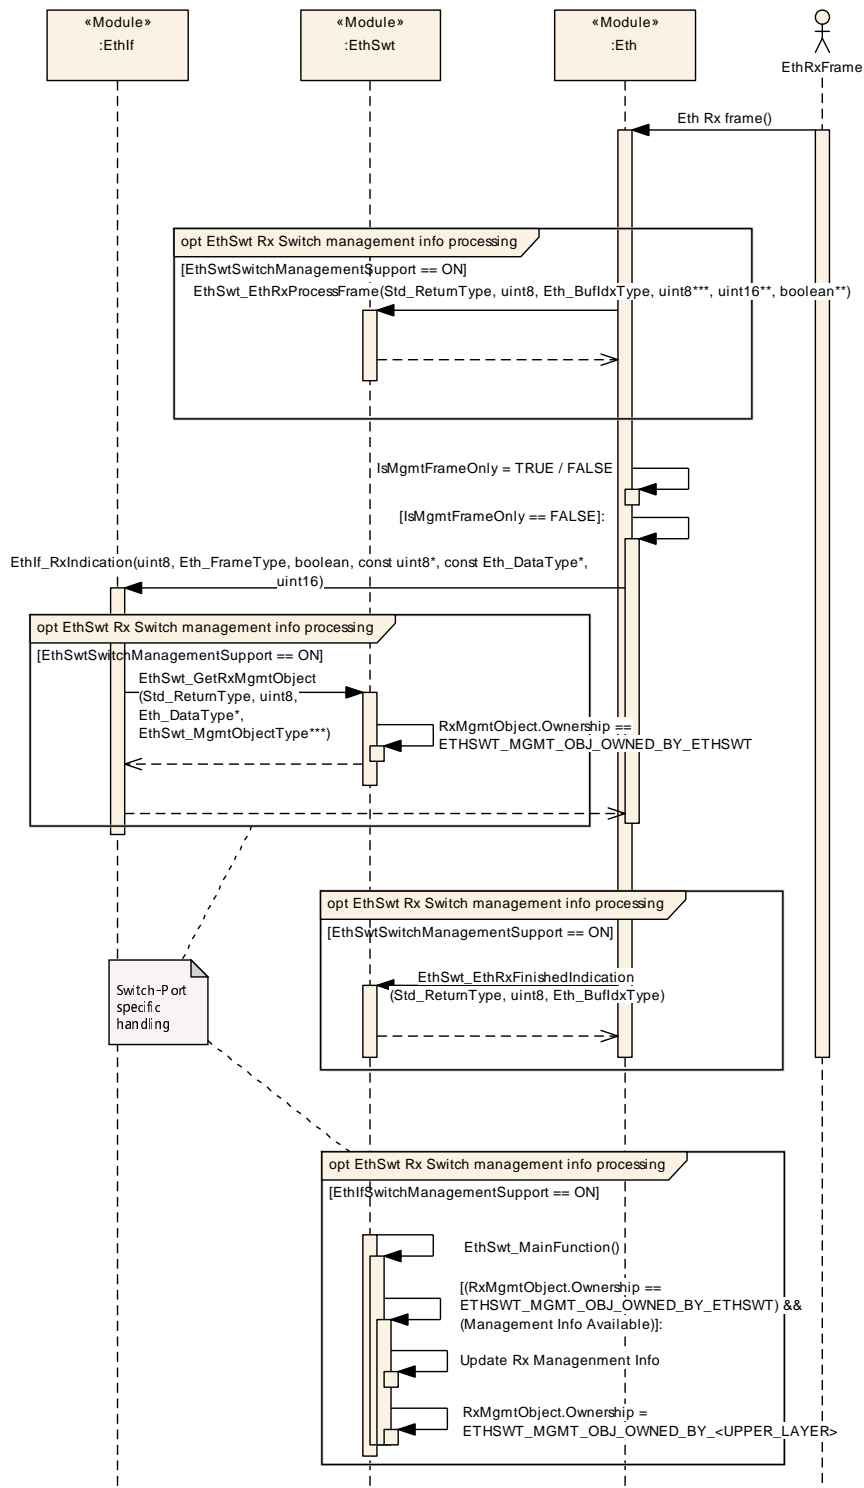 «Module»
:EthIf
«Module»
:EthSwt
«Module»
:Eth
EthRxFrame
Eth Rx frame()
opt EthSwt Rx Switch management info processing
[EthSwtSwitchManagementSupport == ON]
EthSwt_EthRxProcessFrame(Std_ReturnType, uint8, Eth_BufIdxType, uint8***, uint16**, boolean**)
IsMgmtFrameOnly = TRUE / FALSE
[IsMgmtFrameOnly == FALSE]:
EthIf_RxIndication(uint8, Eth_FrameType, boolean, const uint8*, const Eth_DataType*,
uint16)
opt EthSwt Rx Switch management info processing
[EthSwtSwitchManagementSupport == ON]
EthSwt_GetRxMgmtObject
(Std_ReturnType, uint8,
Eth_DataType*,
EthSwt_MgmtObjectType***)
RxMgmtObject.Ownership ==
ETHSWT_MGMT_OBJ_OWNED_BY_ETHSWT
opt EthSwt Rx Switch management info processing
[EthSwtSwitchManagementSupport == ON]
EthSwt_EthRxFinishedIndication
(Std_ReturnType, uint8, Eth_BufIdxType)
Switch-Port
specific
handling
opt EthSwt Rx Switch management info processing
[EthIfSwitchManagementSupport == ON]
EthSwt_MainFunction()
[(RxMgmtObject.Ownership ==
ETHSWT_MGMT_OBJ_OWNED_BY_ETHSWT) &&
(Management Info Available)]:
Update Rx Managenment Info
RxMgmtObject.Ownership =
ETHSWT_MGMT_OBJ_OWNED_BY_<UPPER_LAYER>